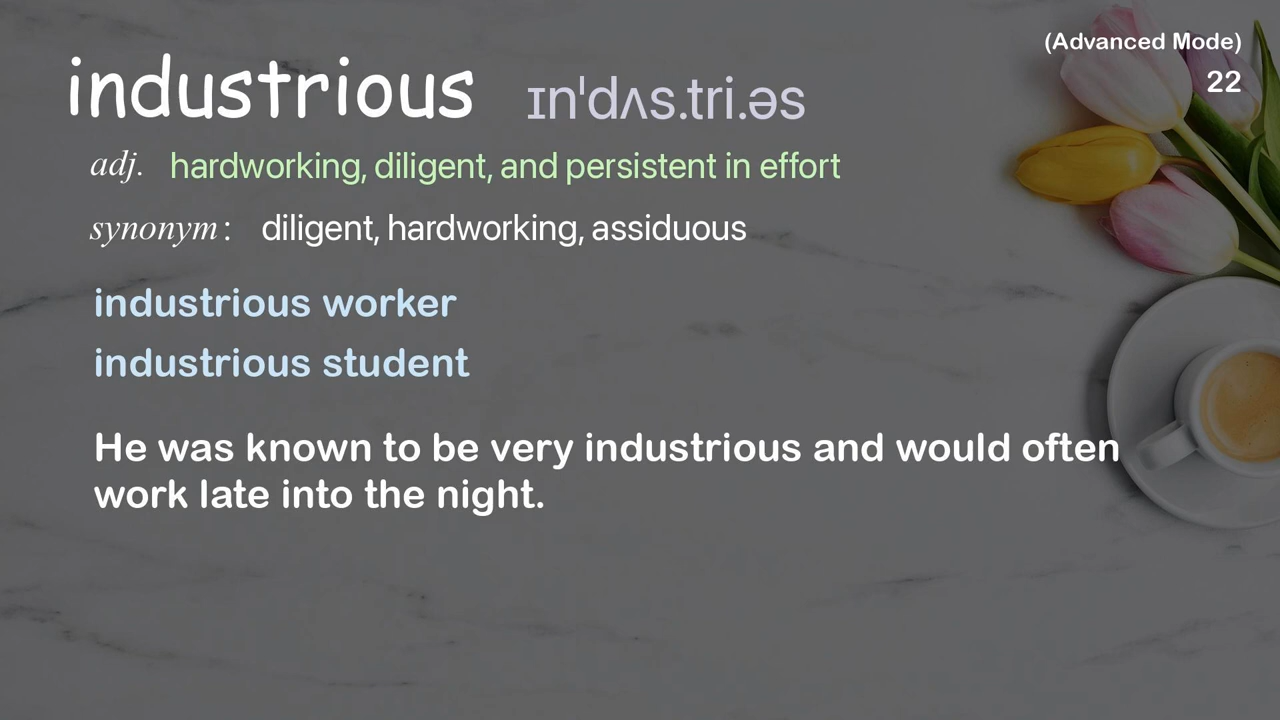 (Advanced Mode)
22
industrious ɪnˈdʌs.tri.əs
adj. hardworking, diligent, and persistent in effort
synonym : diligent, hardworking, assiduous
industrious worker
industrious student
He was known to be very industrious and would often
work late into the night.